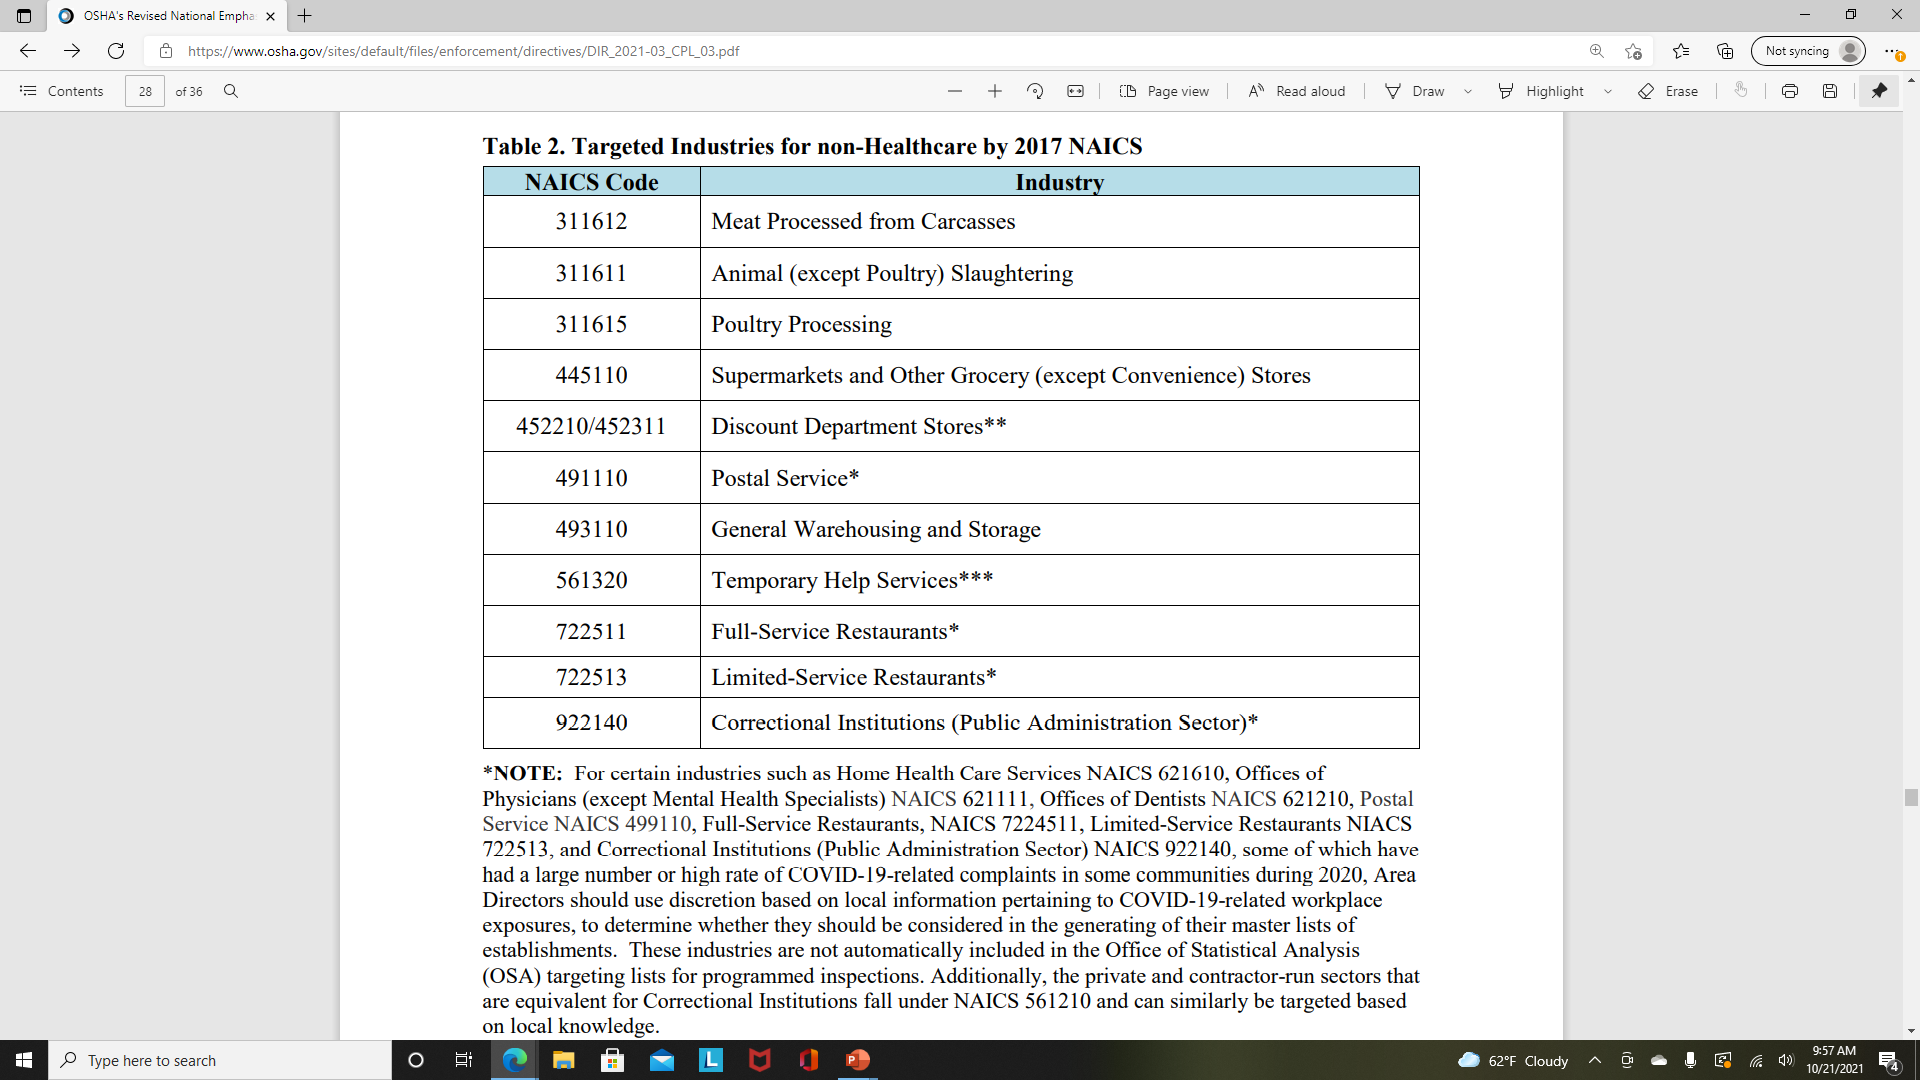 OSHA's Revised National Empha
https://www.osha.gov/sites/default/files/enforcement/directives/DIR_2021-03_CPL_03.pdf
Not syncing
Contents 28 of 36 Page view Read aloud Draw Highlight Erase
Table 2. Targeted Industries for non-Healthcare by 2017 NAICS
NAICS Code Industry
311612 Meat Processed from Carcasses
311611 Animal (except Poultry) Slaughtering
311615 Poultry Processing
445110 Supermarkets and Other Grocery (except Convenience) Stores
452210/452311 Discount Department Stores**
491110 Postal Service*
493110 General Warehousing and Storage
561320 Temporary Help Services***
722511 Full-Service Restaurants*
722513 Limited-Service Restaurants*
922140 Correctional Institutions (Public Administration Sector)*
*NOTE: For certain industries such as Home Health Care Services NAICS 621610, Offices of
Physicians (except Mental Health Specialists) NAICS 621111, Offices of Dentists NAICS 621210, Postal
Service NAICS 499110, Full-Service Restaurants, NAICS 7224511, Limited-Service Restaurants NIACS
722513, and Correctional Institutions (Public Administration Sector) NAICS 922140, some of which have
had a large number or high rate of COVID-19-related complaints in some communities during 2020, Area
Directors should use discretion based on local information pertaining to COVID-19-related workplace
exposures, to determine whether they should be considered in the generating of their master lists of
establishments. These industries are not automatically included in the Office of Statistical Analysis
(OSA) targeting lists for programmed inspections. Additionally, the private and contractor-run sectors that
are equivalent for Correctional Institutions fall under NAICS 561210 and can similarly be targeted based
on local knowledge.
Type here to search
L
P
62°F Cloudy
9:57 AM
10/21/2021
4